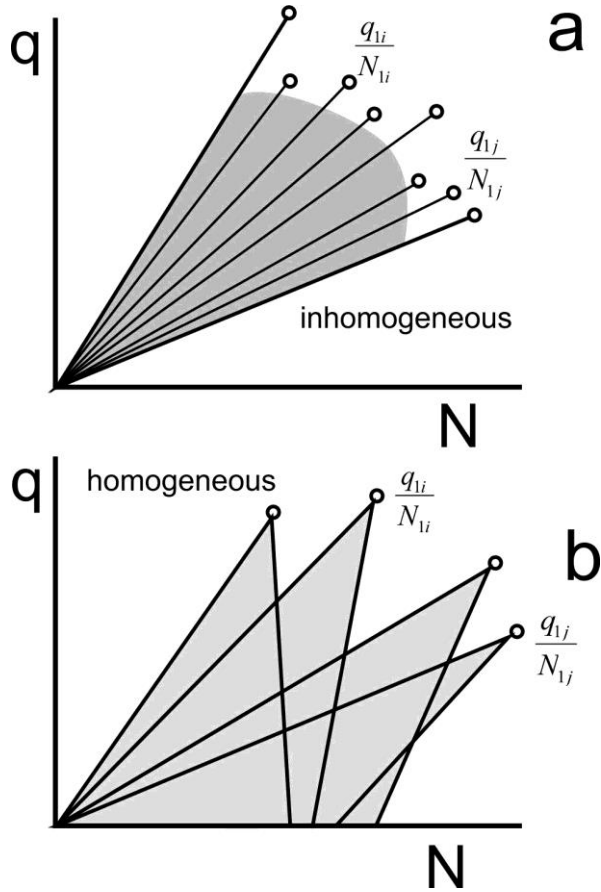 a
q
q1i
N1i
q1j
N1j
inhomogeneous
N
q
homogeneous
q1i
N1i
b
q1j
N1j
N